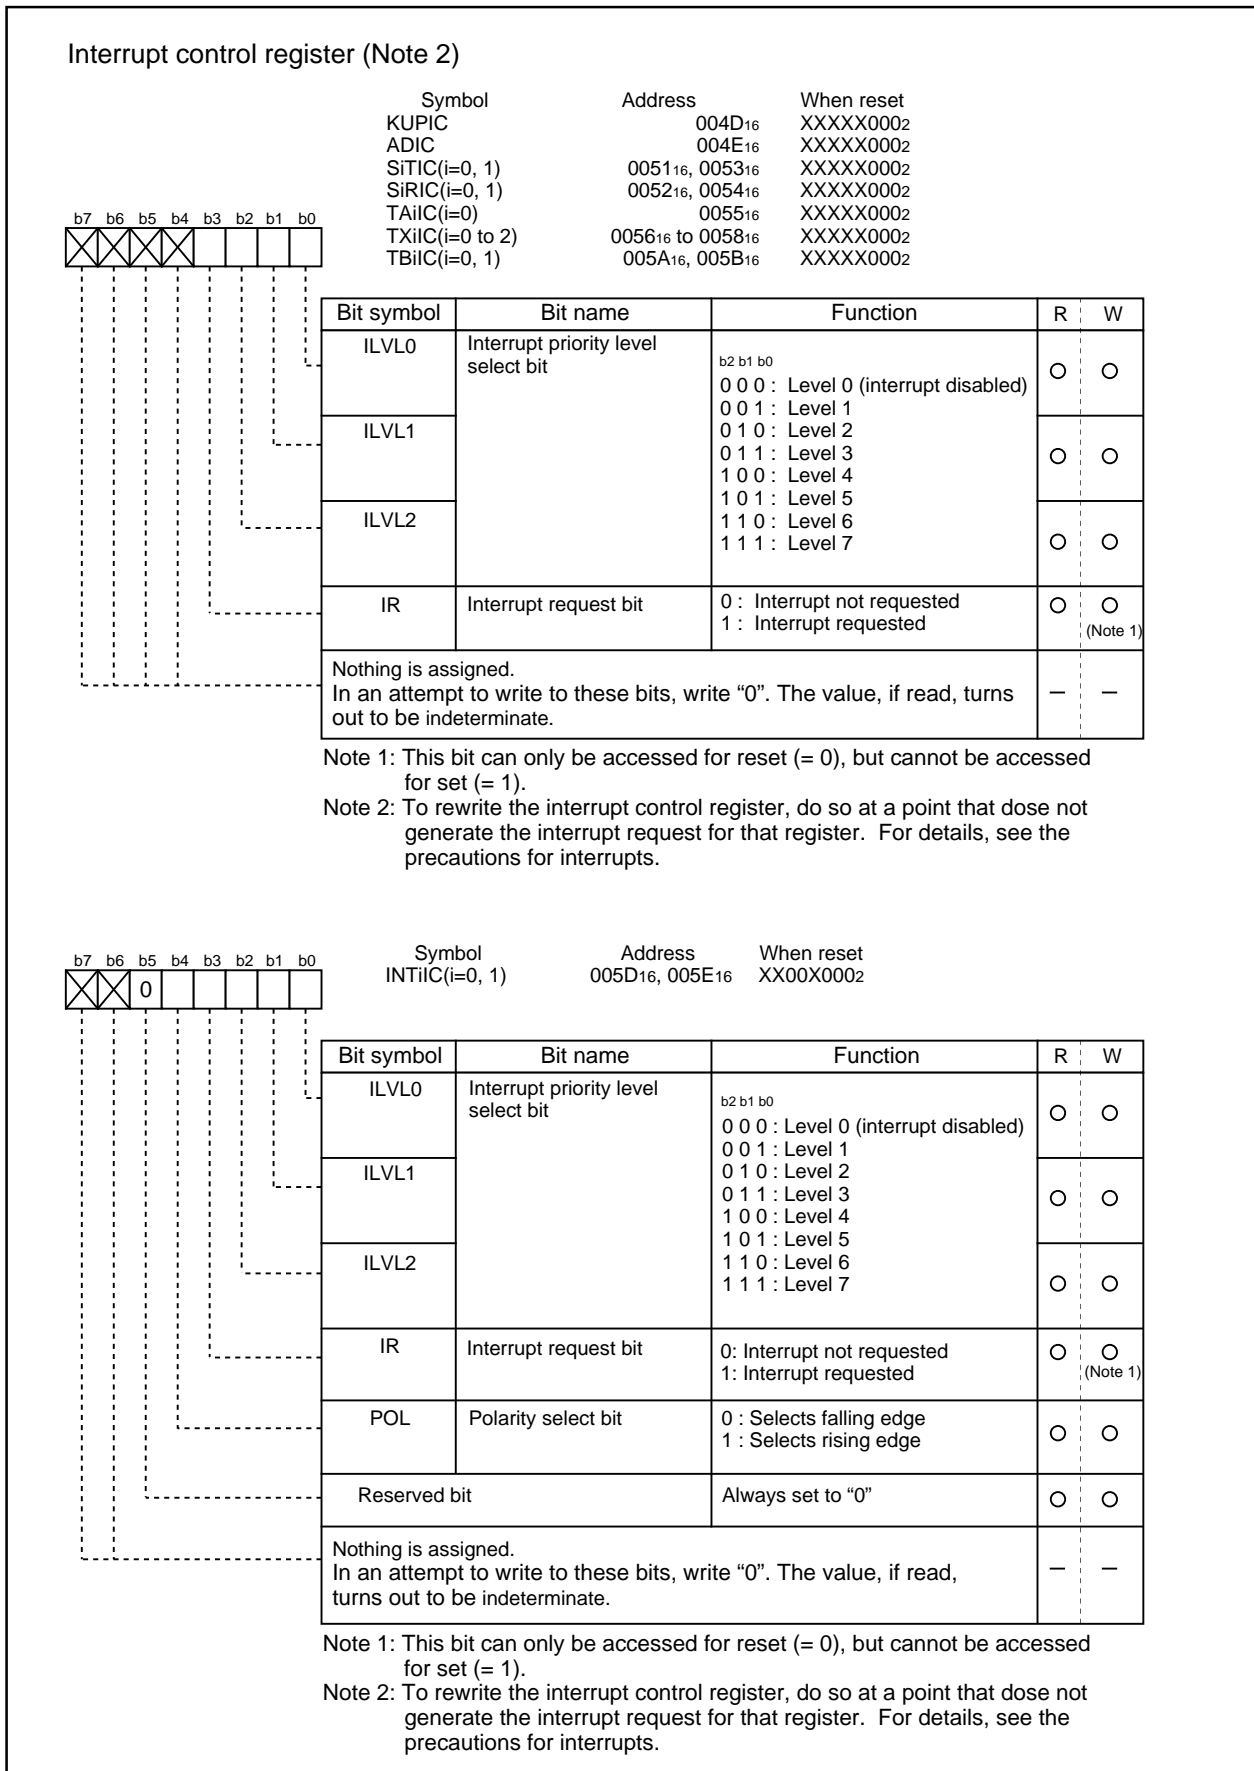 Interrupt control register (Note 2)
Symbol Address When reset
KUPIC 004D16 XXXXX0002
ADIC 004E16 XXXXX0002
SiTIC(i=0, 1) 005116, 005316 XXXXX0002
SiRIC(i=0, 1) 005216, 005416 XXXXX0002
TAiIC(i=0) 005516 XXXXX0002
TXiIC(i=0 to 2) 005616 to 005816 XXXXX0002
TBiIC(i=0, 1) 005A16, 005B16 XXXXX0002
b7 b6 b5 b4 b3 b2 b1 b0
Bit symbol Bit name Function R W
ILVL0 Interrupt priority level
select bit
b2 b1 b0
0 0 0 : Level 0 (interrupt disabled)
0 0 1 : Level 1
ILVL1 0 1 0 : Level 2
0 1 1 : Level 3
1 0 0 : Level 4
1 0 1 : Level 5
ILVL2 1 1 0 : Level 6
1 1 1 : Level 7
IR Interrupt request bit 0 : Interrupt not requested
1 : Interrupt requested
(Note 1)
Nothing is assigned.
In an attempt to write to these bits, write “0”. The value, if read, turns
out to be indeterminate.
Note 1: This bit can only be accessed for reset (= 0), but cannot be accessed
for set (= 1).
Note 2: To rewrite the interrupt control register, do so at a point that dose not
generate the interrupt request for that register. For details, see the
precautions for interrupts.
Symbol Address When reset
INTiIC(i=0, 1) 005D16, 005E16 XX00X0002
b7 b6 b5 b4 b3 b2 b1 b0
0
Bit symbol Bit name Function R W
ILVL0 Interrupt priority level
select bit
b2 b1 b0
0 0 0 : Level 0 (interrupt disabled)
0 0 1 : Level 1
ILVL1 0 1 0 : Level 2
0 1 1 : Level 3
1 0 0 : Level 4
1 0 1 : Level 5
ILVL2 1 1 0 : Level 6
1 1 1 : Level 7
IR Interrupt request bit 0: Interrupt not requested
1: Interrupt requested
(Note 1)
POL Polarity select bit 0 : Selects falling edge
1 : Selects rising edge
Reserved bit Always set to “0”
Nothing is assigned.
In an attempt to write to these bits, write “0”. The value, if read,
turns out to be indeterminate.
Note 1: This bit can only be accessed for reset (= 0), but cannot be accessed
for set (= 1).
Note 2: To rewrite the interrupt control register, do so at a point that dose not
generate the interrupt request for that register. For details, see the
precautions for interrupts.